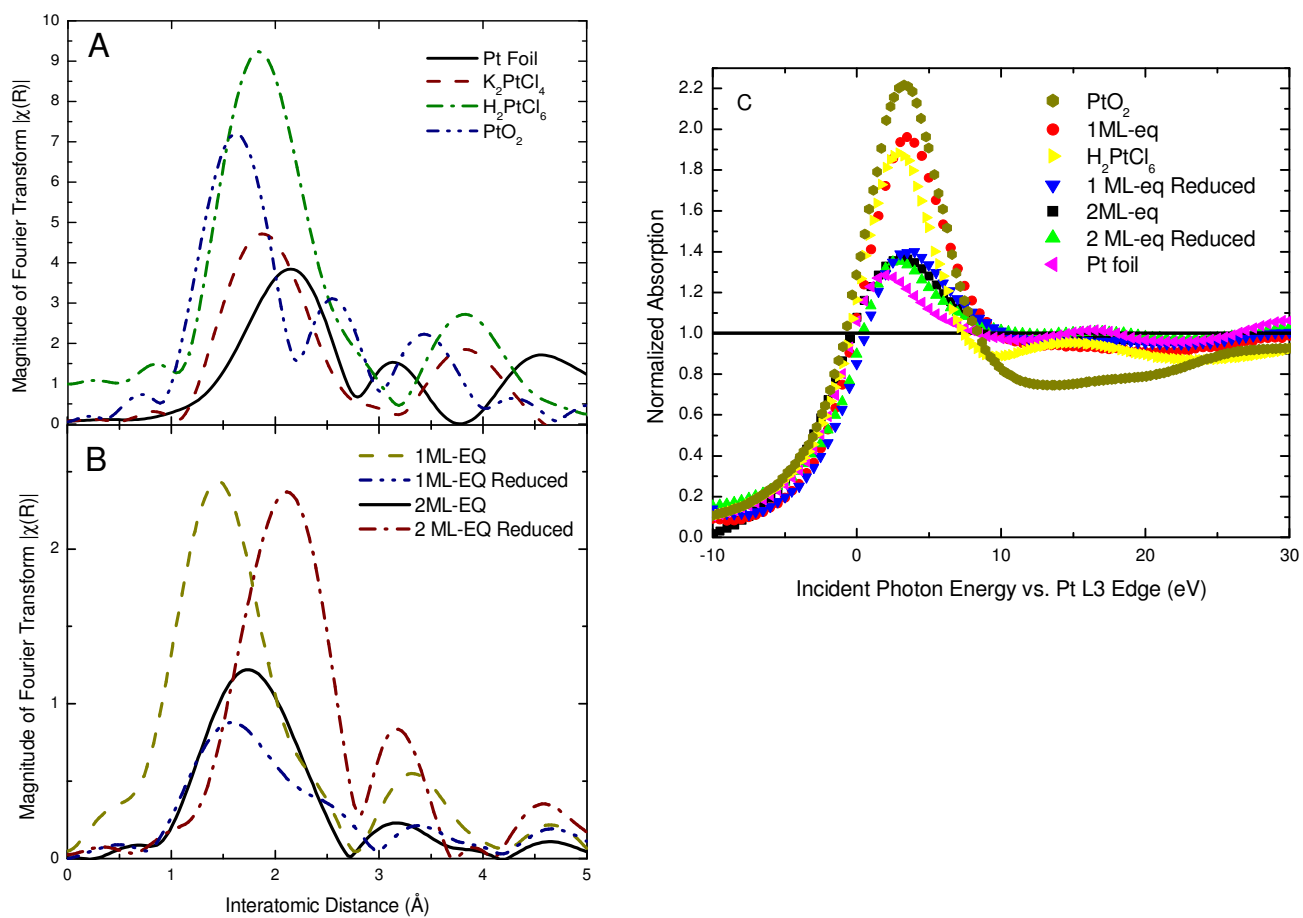 A
Pt Foil
K₂PtCl₄
H₂PtCl₆
PtO₂
Magnitude of Fourier Transform |χ(R)|
10
9
8
7
6
5
4
3
2
1
0
B
1ML-EQ
1ML-EQ Reduced
2ML-EQ
2 ML-EQ Reduced
Magnitude of Fourier Transform |χ(R)|
2
1
0
0 1 2 3 4 5
Interatomic Distance (Å)
C
PtO₂
1ML-eq
H₂PtCl₆
1 ML-eq Reduced
2ML-eq
2 ML-eq Reduced
Pt foil
Normalized Absorption
2.2
2.0
1.8
1.6
1.4
1.2
1.0
0.8
0.6
0.4
0.2
0.0
-10 0 10 20 30
Incident Photon Energy vs. Pt L3 Edge (eV)